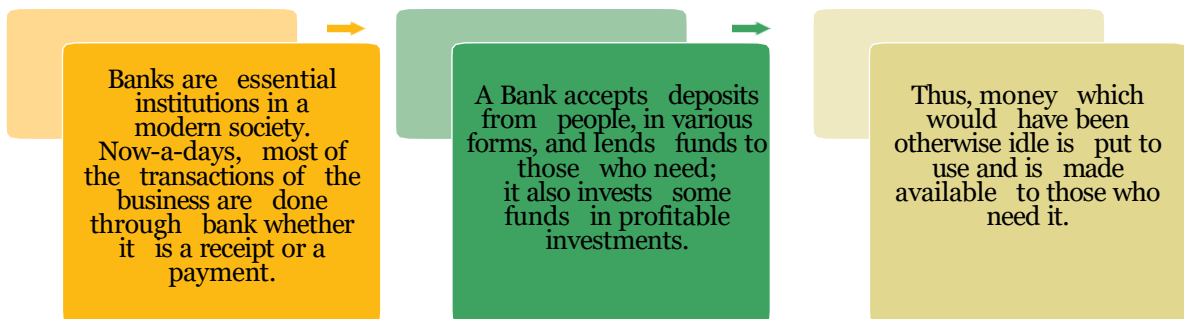 Banks are essential
institutions in a
modern society.
Now-a-days, most of
the transactions of the
business are done
through bank whether
it is a receipt or a
payment.
A Bank accepts deposits
from people, in various
forms, and lends funds to
those who need;
it also invests some
funds in profitable
investments.
Thus, money which
would have been
otherwise idle is put to
use and is made
available to those who
need it.